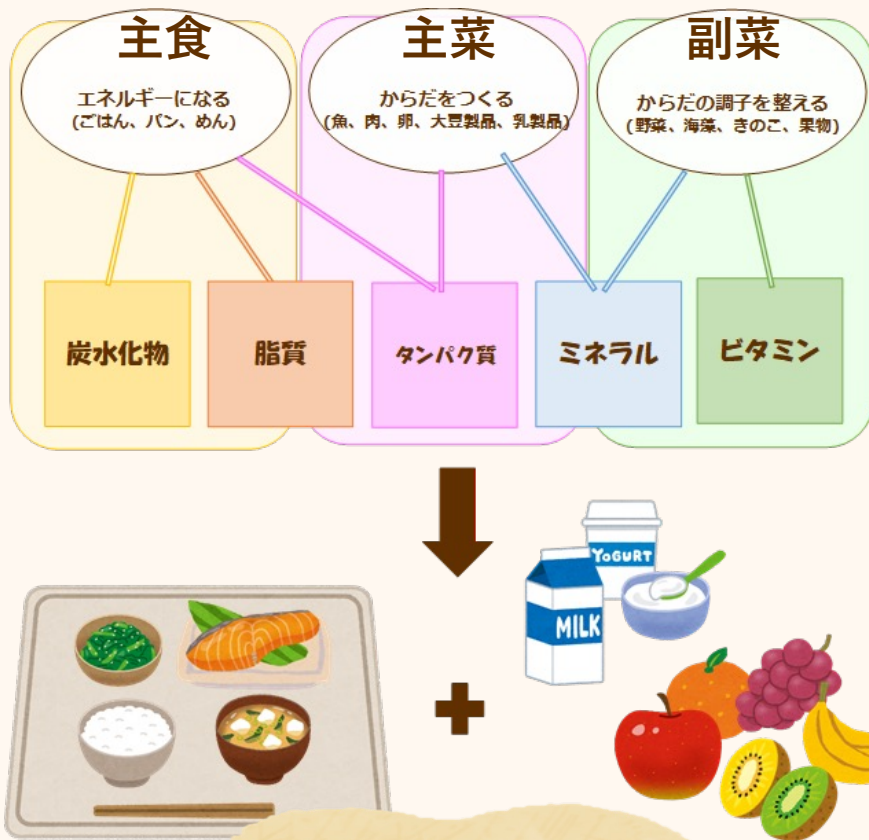 主食
エネルギーになる
(ごはん、パン、めん)
主菜
からだをつくる
(魚、肉、卵、大豆製品、乳製品)
副菜
からだの調子を整える
(野菜、海藻、きのこ、果物)
炭水化物
脂質
タンパク質
ミネラル
ビタミン
YOGURT
MILK